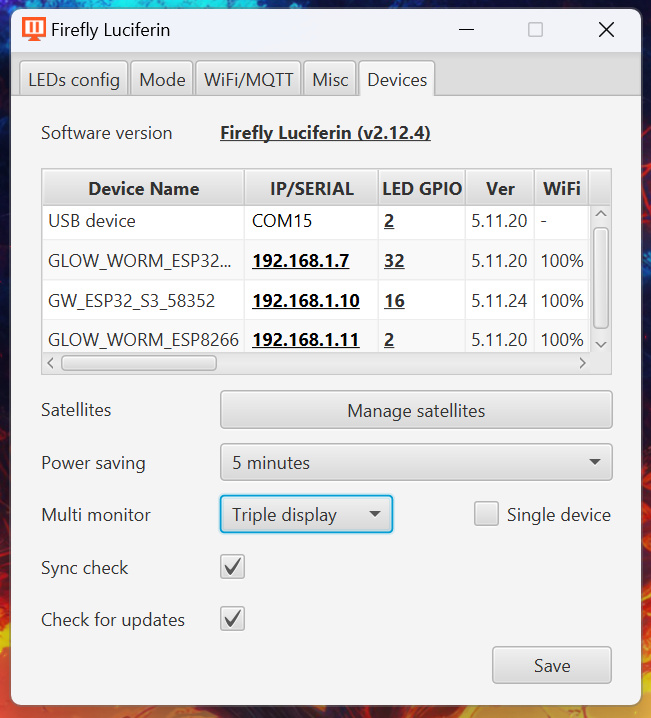 Firefly Luciferin
LEDs config Mode WiFi/MQTT Misc Devices
Software version Firefly Luciferin (v2.12.4)
Device Name IP/SERIAL LED GPIO Ver WiFi
USB device COM15 2 5.11.20 -
GLOW_WORM_ESP32... 192.168.1.7 32 5.11.20 100%
GW_ESP32_S3_58352 192.168.1.10 16 5.11.24 100%
GLOW_WORM_ESP8266 192.168.1.11 2 5.11.20 100%
Satellites Manage satellites
Power saving 5 minutes
Multi monitor Triple display Single device
Sync check
Check for updates
Save